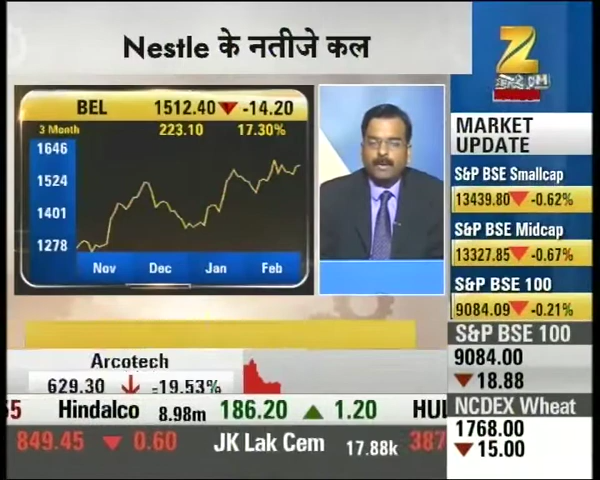 Nestle के नतीजे कल
BEL 1512.40 -14.20
3 Month 223.10 17.30%
1646
1524
1401
1278
Nov Dec Jan Feb
MARKET
UPDATE
S&P BSE Smallcap
13439.80 -0.62%
S&P BSE Midcap
13327.85 -0.67%
S&P BSE 100
9084.09 -0.21%
S&P BSE 100
9084.00
18.88
NCDEX Wheat
1768.00
15.00
Arcotech
629.30 -19.53%
55 Hindalco 8.98m 186.20 1.20 HUL
849.45 0.60 JK Lak Cem 17.88k 387